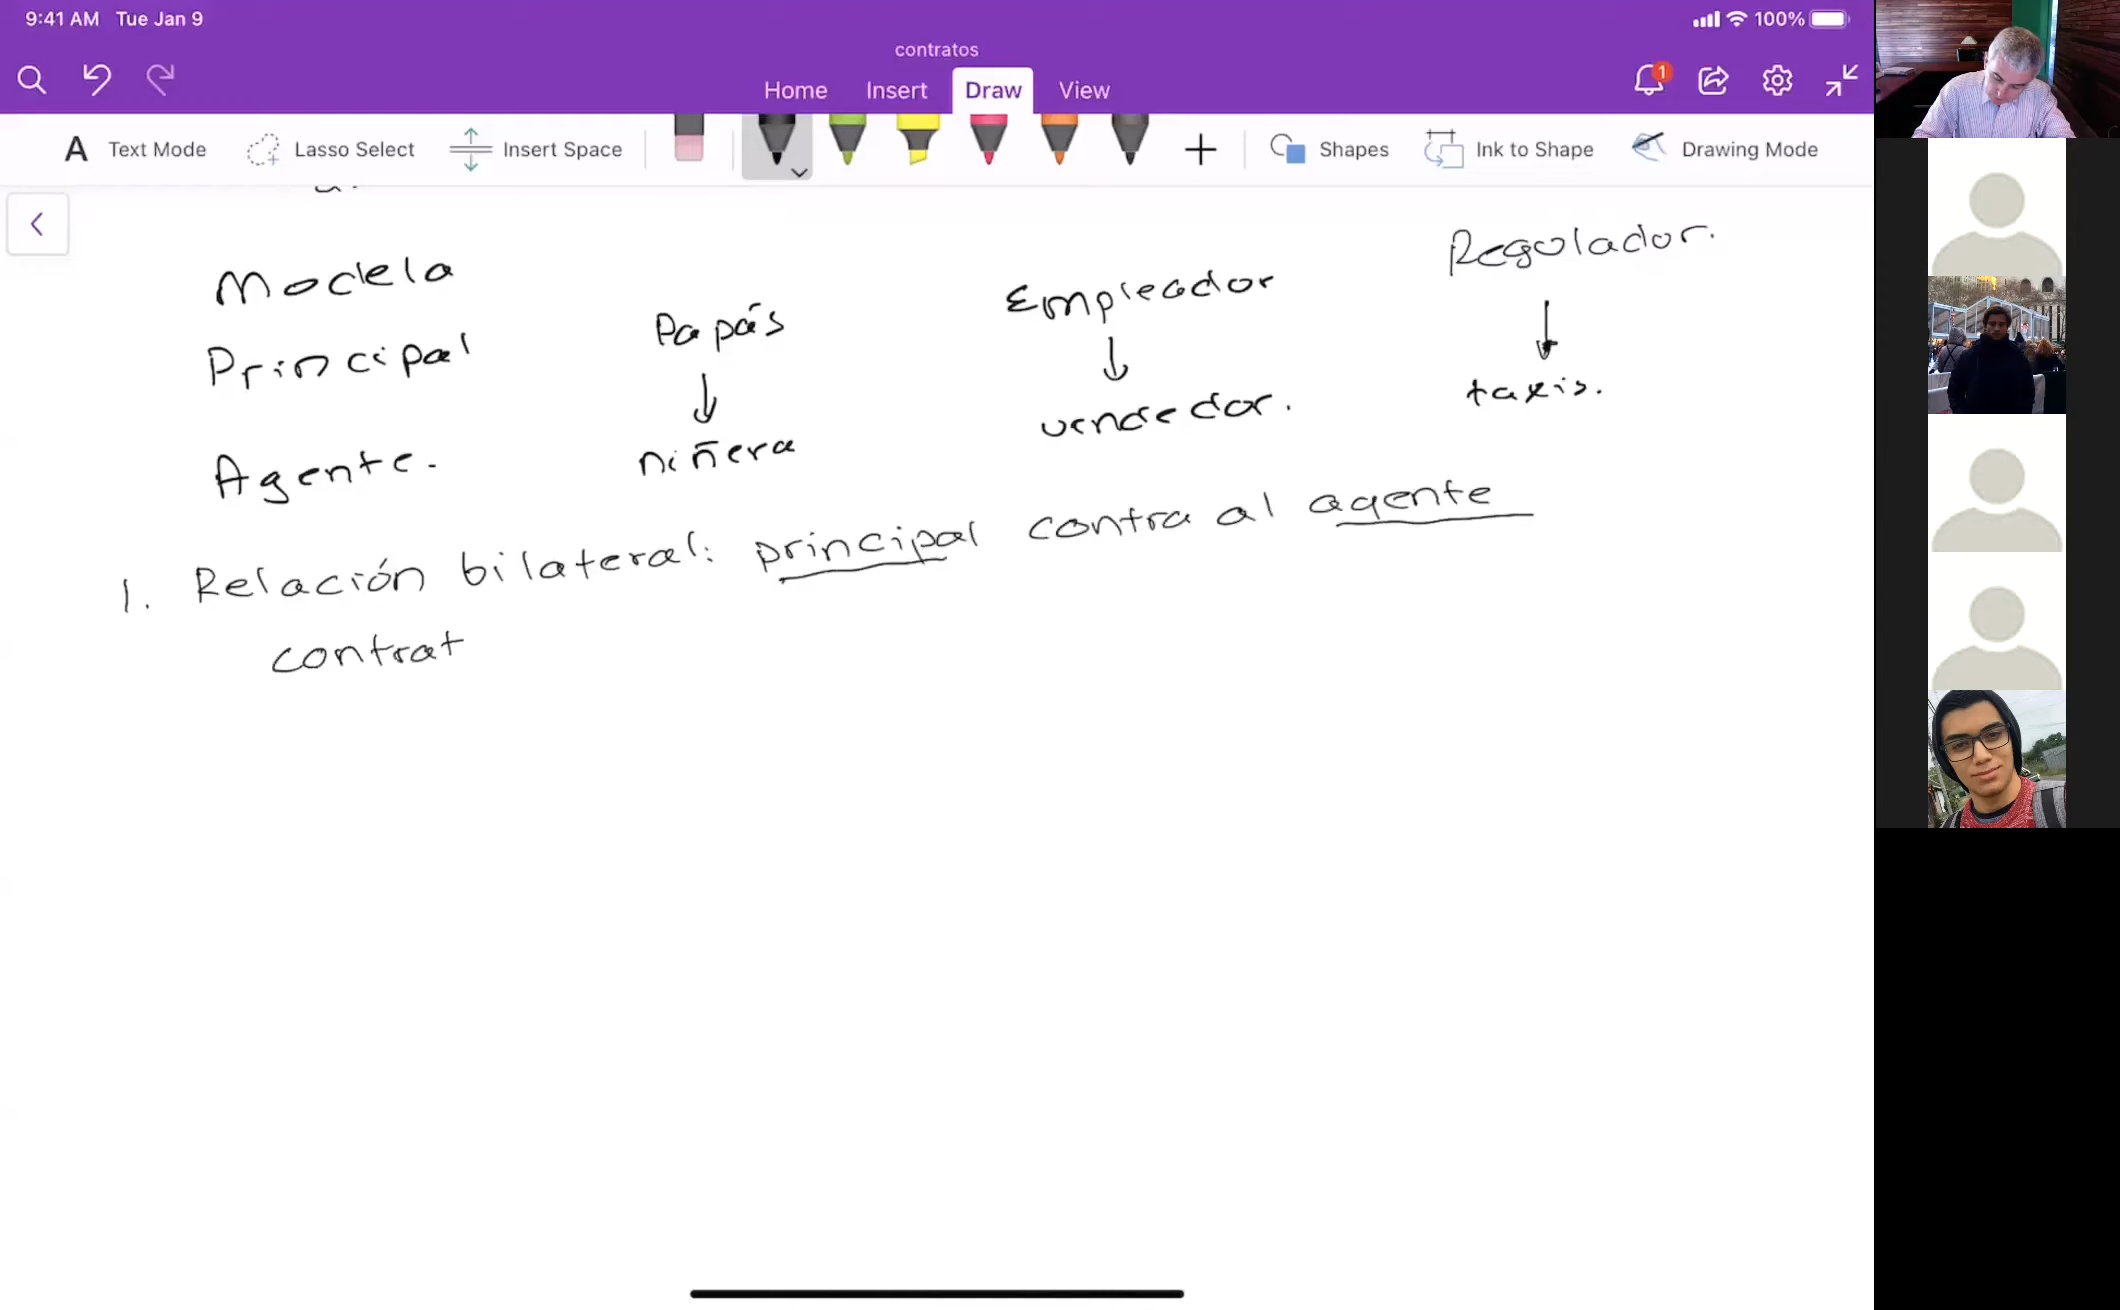 9:41 AM Tue Jan 9
100%
contratos
1
Home Insert Draw View
A Text Mode Lasso Select Insert Space Shapes Ink to Shape Drawing Mode
Modelo
Principal
Agente.
Papás
niñera
Empleador
vendedor.
Regulador.
taxis.
1. Relación bilateral: principal contra al agente
contrat